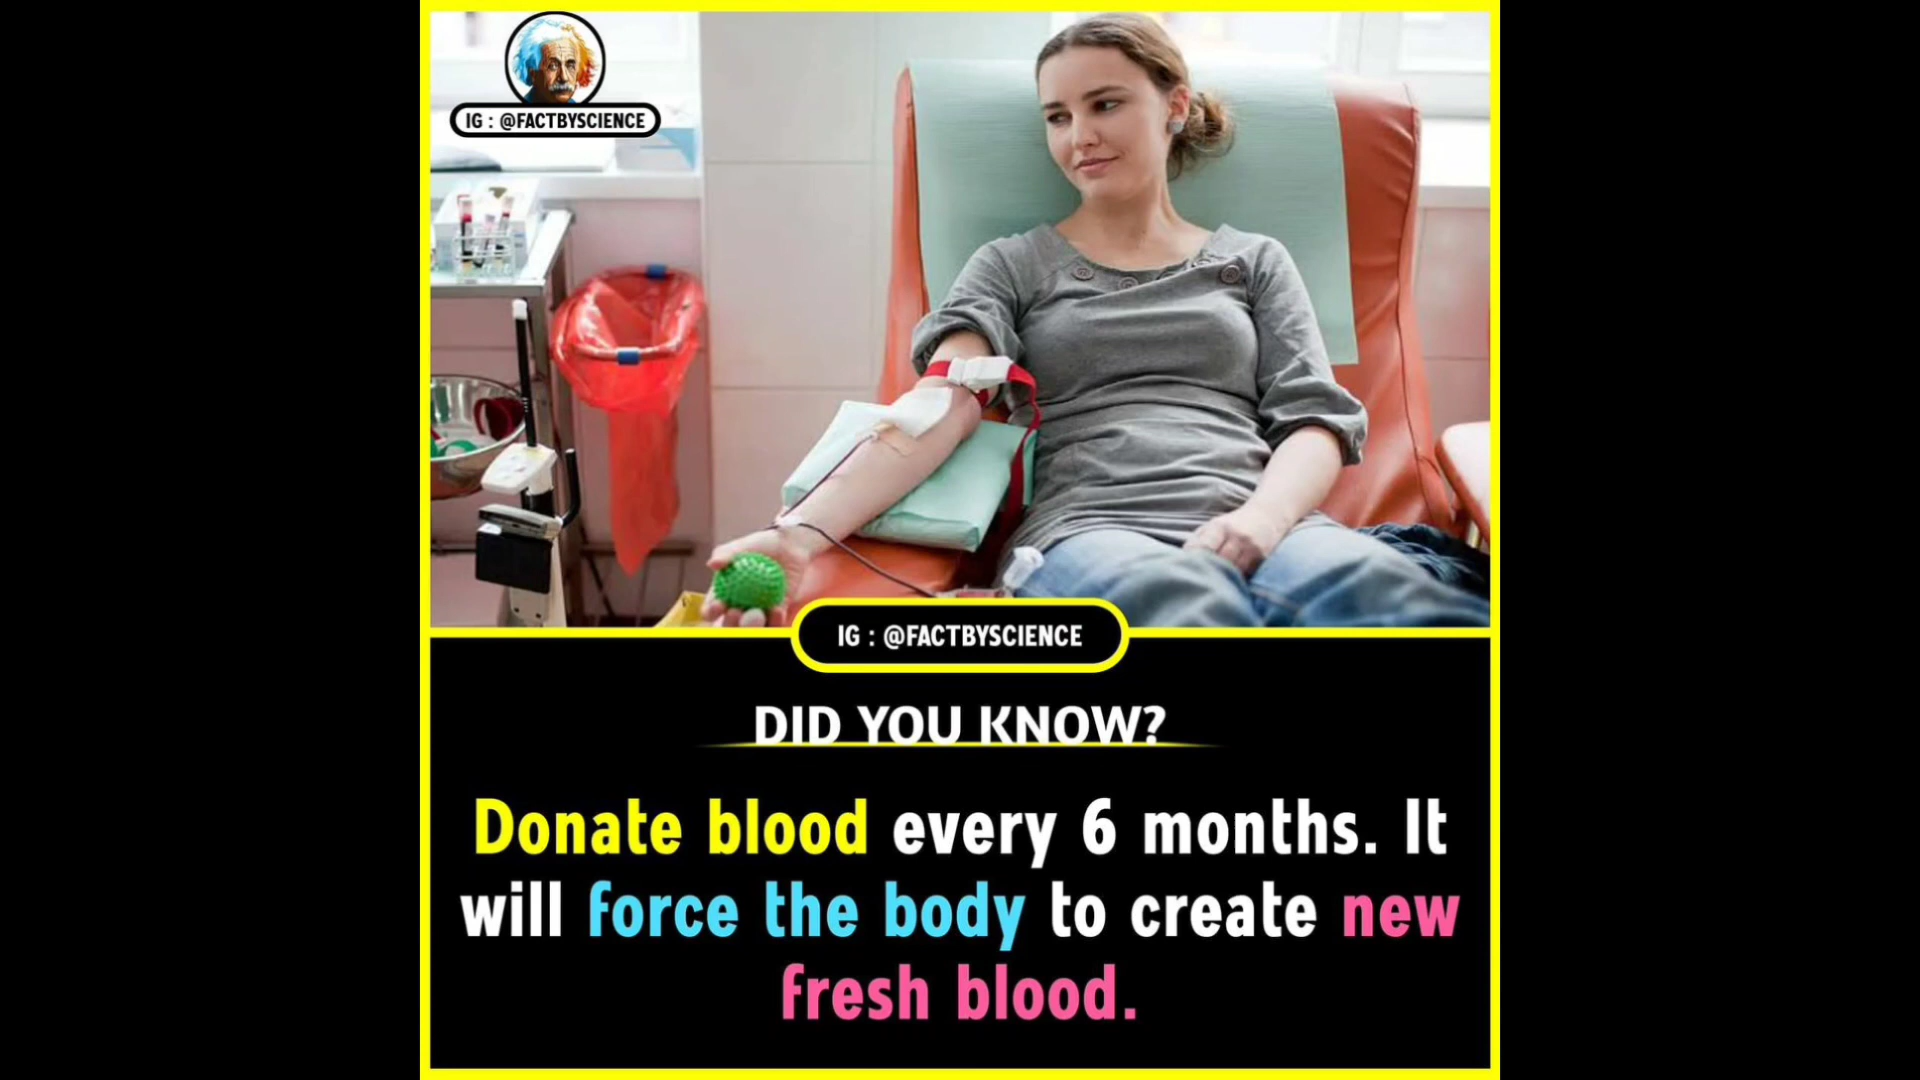 IG : @FACTBYSCIENCE
IG : @FACTBYSCIENCE
DID YOU KNOW?
Donate blood every 6 months. It
will force the body to create new
fresh blood.